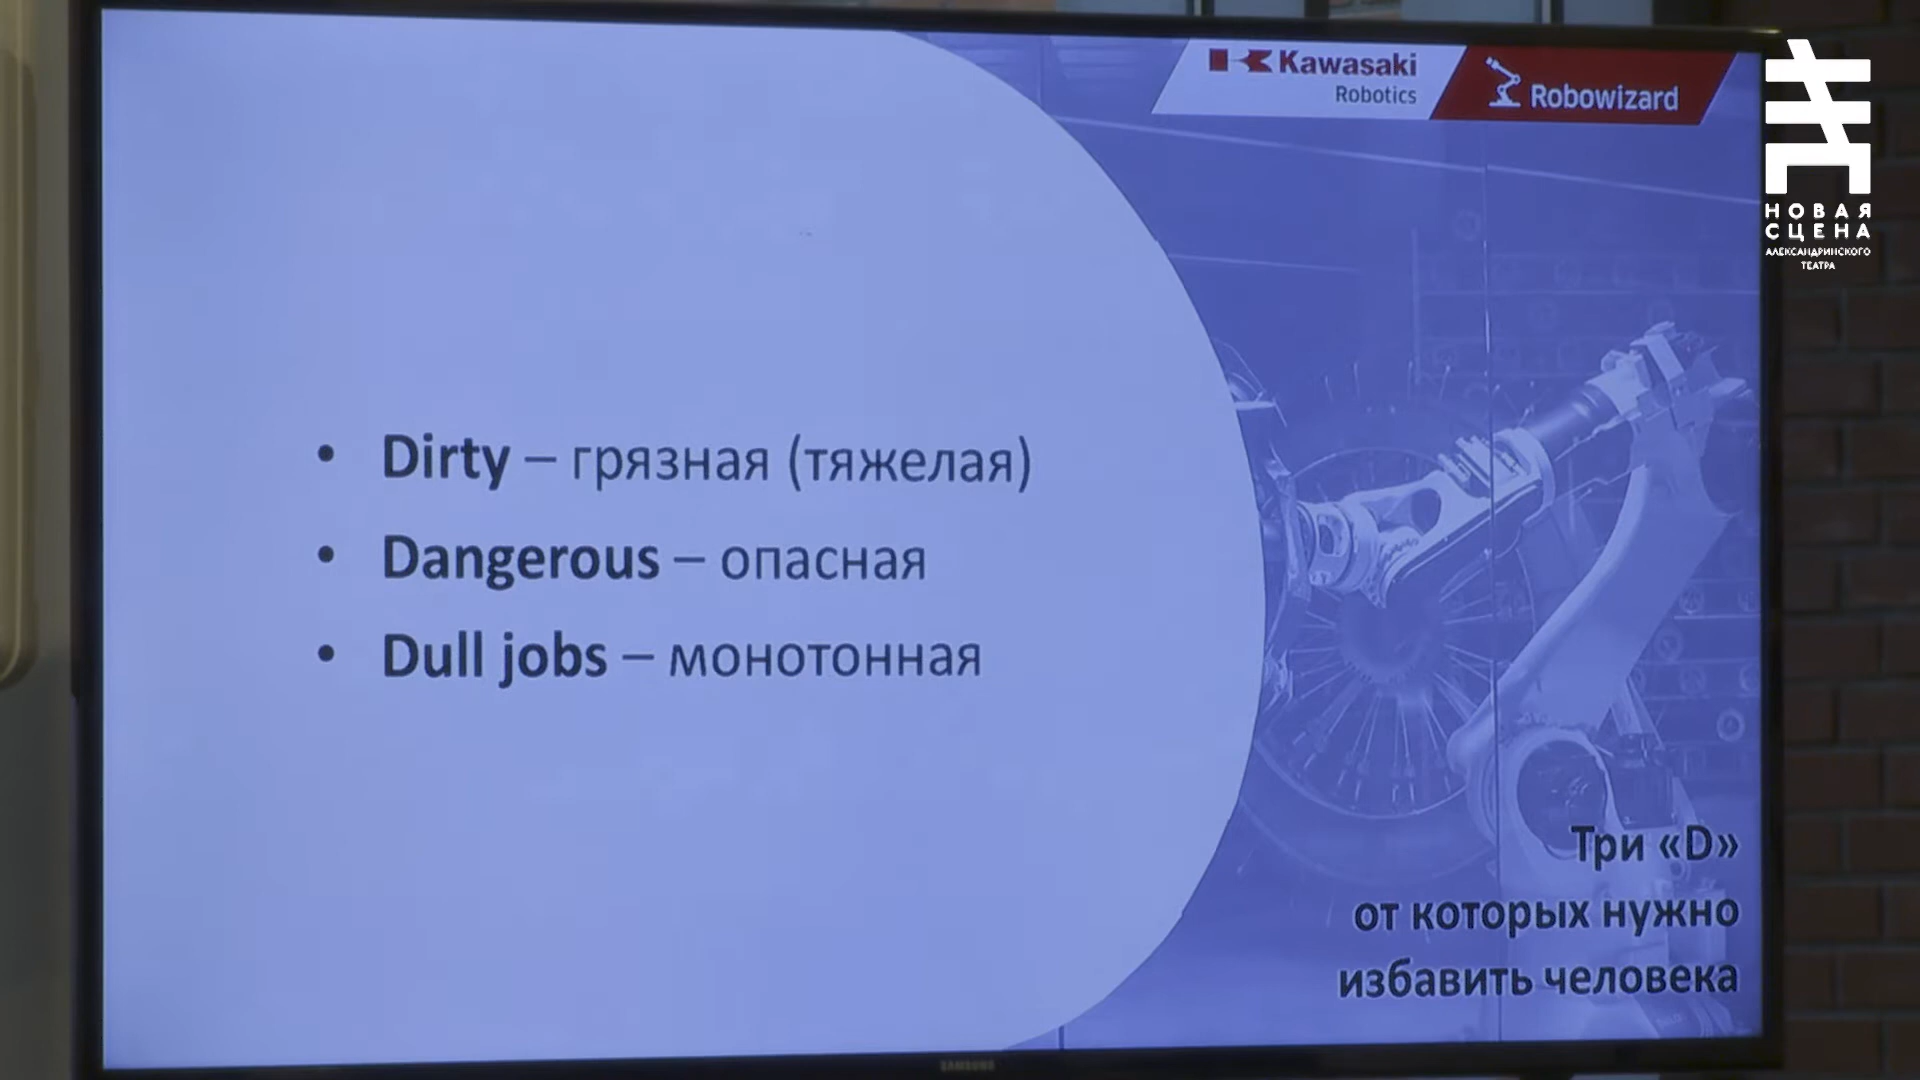 Kawasaki
Robotics
Robowizard
НОВАЯ
СЦЕНА
АЛЕКСАНДРИНСКОГО
ТЕАТРА
• Dirty – грязная (тяжелая)
• Dangerous – опасная
• Dull jobs – монотонная
Три «D»
от которых нужно
избавить человека
SAMSUNG